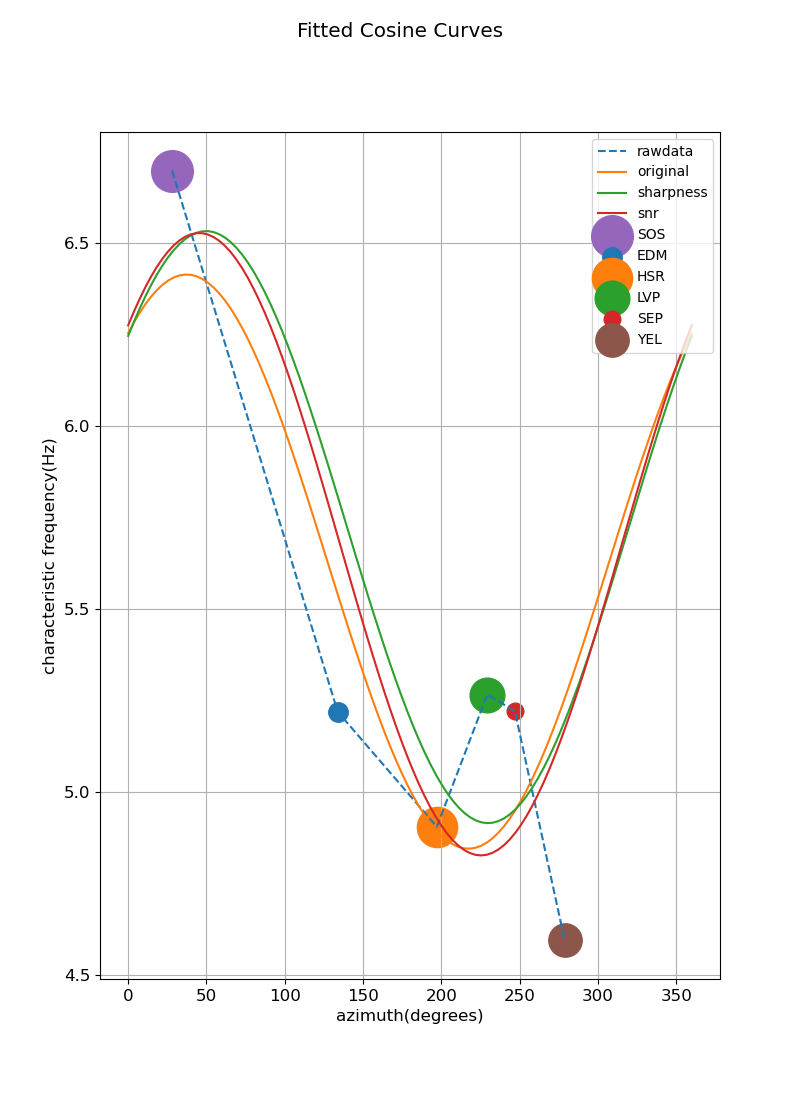 Fitted Cosine Curves
rawdata
original
sharpness
snr
SOS
EDM
HSR
LVP
SEP
YEL
characteristic frequency(Hz)
6.5
6.0
5.5
5.0
4.5
0 50 100 150 200 250 300 350
azimuth(degrees)